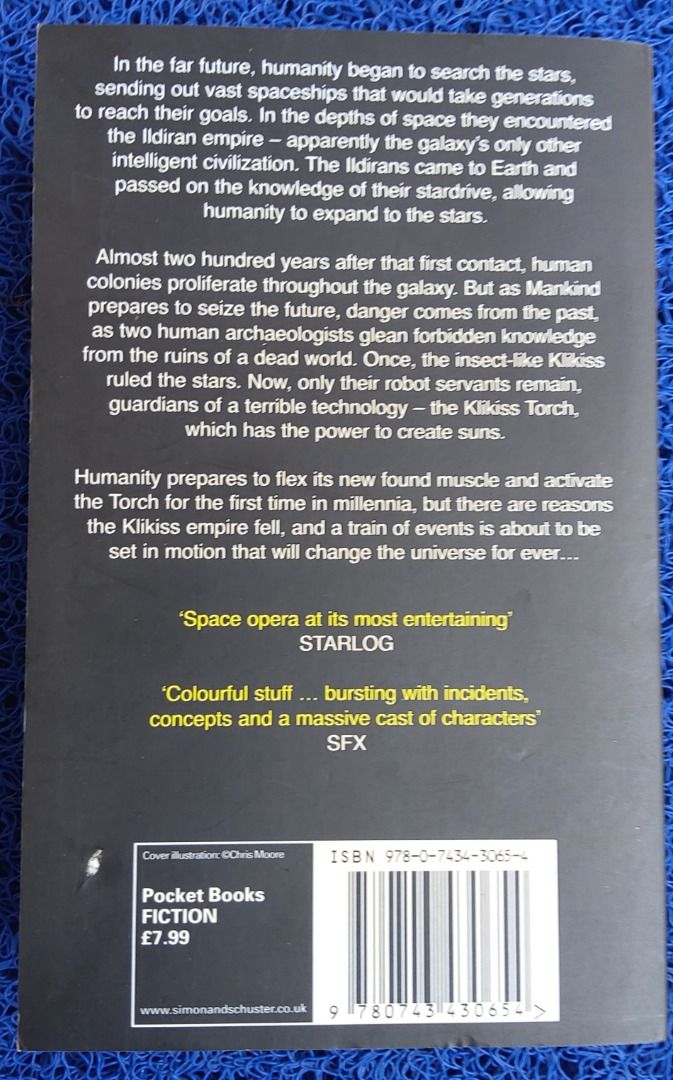 In the far future, humanity began to search the stars,
sending out vast spaceships that would take generations
to reach their goals. In the depths of space they encountered
the Ildiran empire – apparently the galaxy's only other
intelligent civilization. The Ildirans came to Earth and
passed on the knowledge of their stardrive, allowing
humanity to expand to the stars.
Almost two hundred years after that first contact, human
colonies proliferate throughout the galaxy. But as Mankind
prepares to seize the future, danger comes from the past,
as two human archaeologists glean forbidden knowledge
from the ruins of a dead world. Once, the insect-like Klikiss
ruled the stars. Now, only their robot servants remain,
guardians of a terrible technology – the Klikiss Torch,
which has the power to create suns.
Humanity prepares to flex its new found muscle and activate
the Torch for the first time in millennia, but there are reasons
the Klikiss empire fell, and a train of events is about to be
set in motion that will change the universe for ever...
'Space opera at its most entertaining'
STARLOG
'Colourful stuff ... bursting with incidents,
concepts and a massive cast of characters'
SFX
Cover illustration: ©Chris Moore
Pocket Books
FICTION
£7.99
www.simonandschuster.co.uk
ISBN 978-0-7434-3065-4
9 780743 430654 >